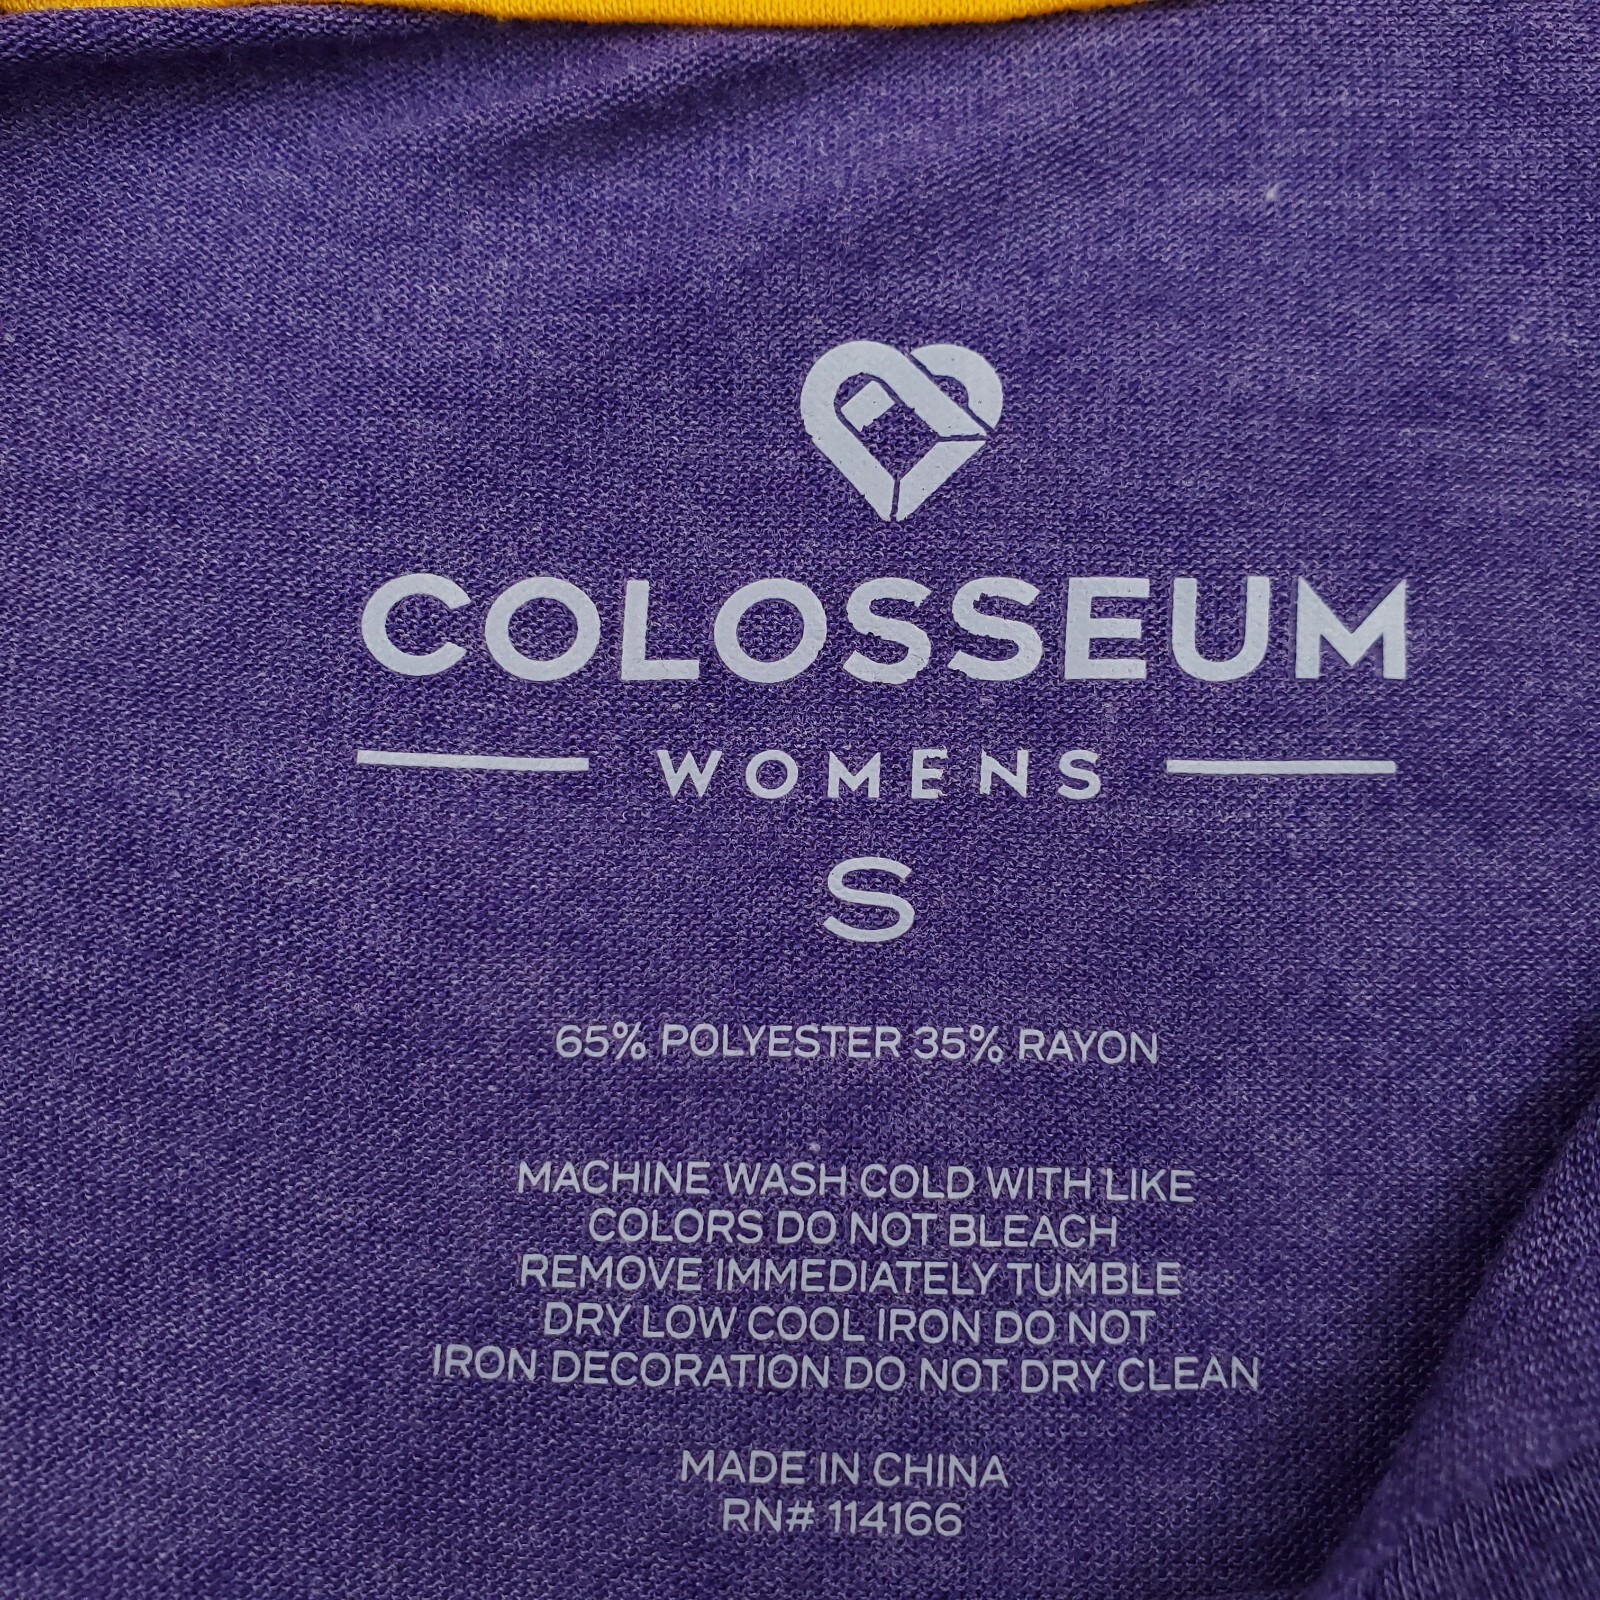 COLOSSEUM
WOMENS
S
65% POLYESTER 35% RAYON
MACHINE WASH COLD WITH LIKE
COLORS DO NOT BLEACH
REMOVE IMMEDIATELY TUMBLE
DRY LOW COOL IRON DO NOT
IRON DECORATION DO NOT DRY CLEAN
MADE IN CHINA
RN# 114166